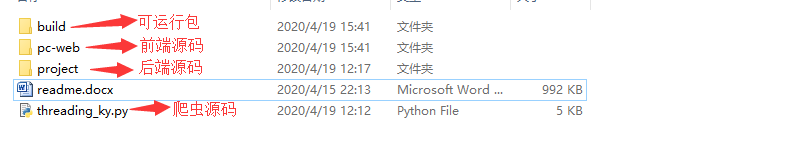 build 可运行包 2020/4/19 15:41 文件夹
pc-web 前端源码 2020/4/19 15:41 文件夹
project 后端源码 2020/4/19 12:17 文件夹
readme.docx 2020/4/15 22:13 Microsoft Word ... 992 KB
threading_ky.py 爬虫源码 2020/4/19 12:12 Python File 5 KB